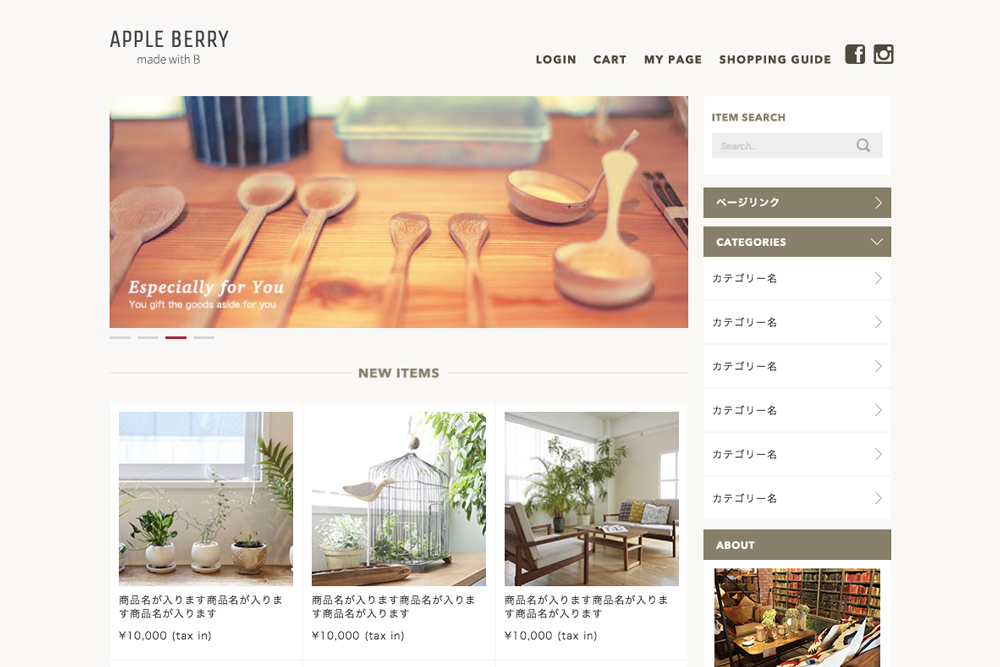 APPLE BERRY
made with B
LOGIN CART MY PAGE SHOPPING GUIDE
Especially for You
You gift the goods aside for you
NEW ITEMS
商品名が入ります商品名が入りま
す商品名が入ります
¥10,000 (tax in)
商品名が入ります商品名が入りま
す商品名が入ります
¥10,000 (tax in)
商品名が入ります商品名が入りま
す商品名が入ります
¥10,000 (tax in)
ITEM SEARCH
Search...
ページリンク
CATEGORIES
カテゴリー名
カテゴリー名
カテゴリー名
カテゴリー名
カテゴリー名
カテゴリー名
ABOUT